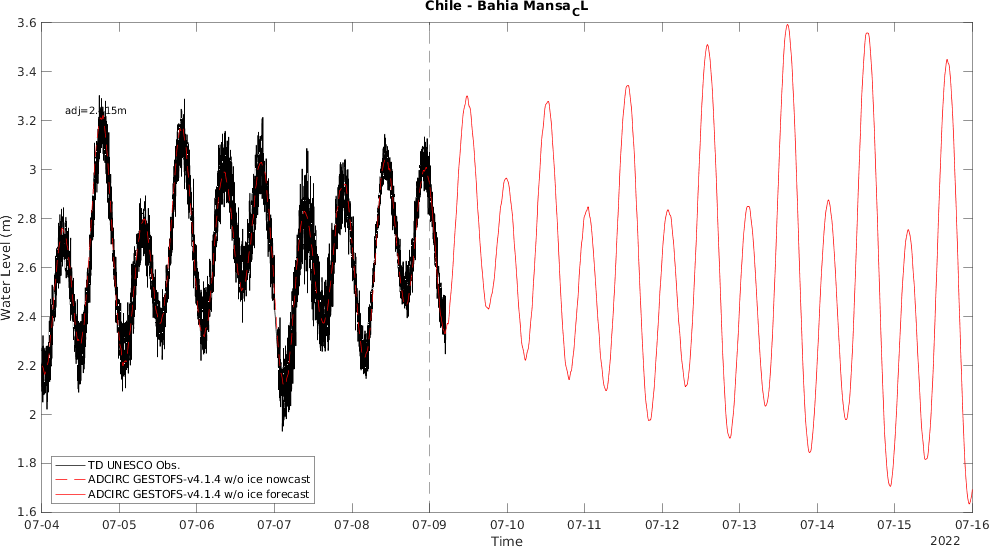 Chile - Bahia Mansa_CL
3.6
3.4
3.2
3
2.8
2.6
2.4
2.2
2
1.8
1.6
Water Level (m)
TD UNESCO Obs.
ADCIRC GESTOFS-v4.1.4 w/o ice nowcast
ADCIRC GESTOFS-v4.1.4 w/o ice forecast
07-04 07-05 07-06 07-07 07-08 07-09 07-10 07-11 07-12 07-13 07-14 07-15 07-16
Time
2022